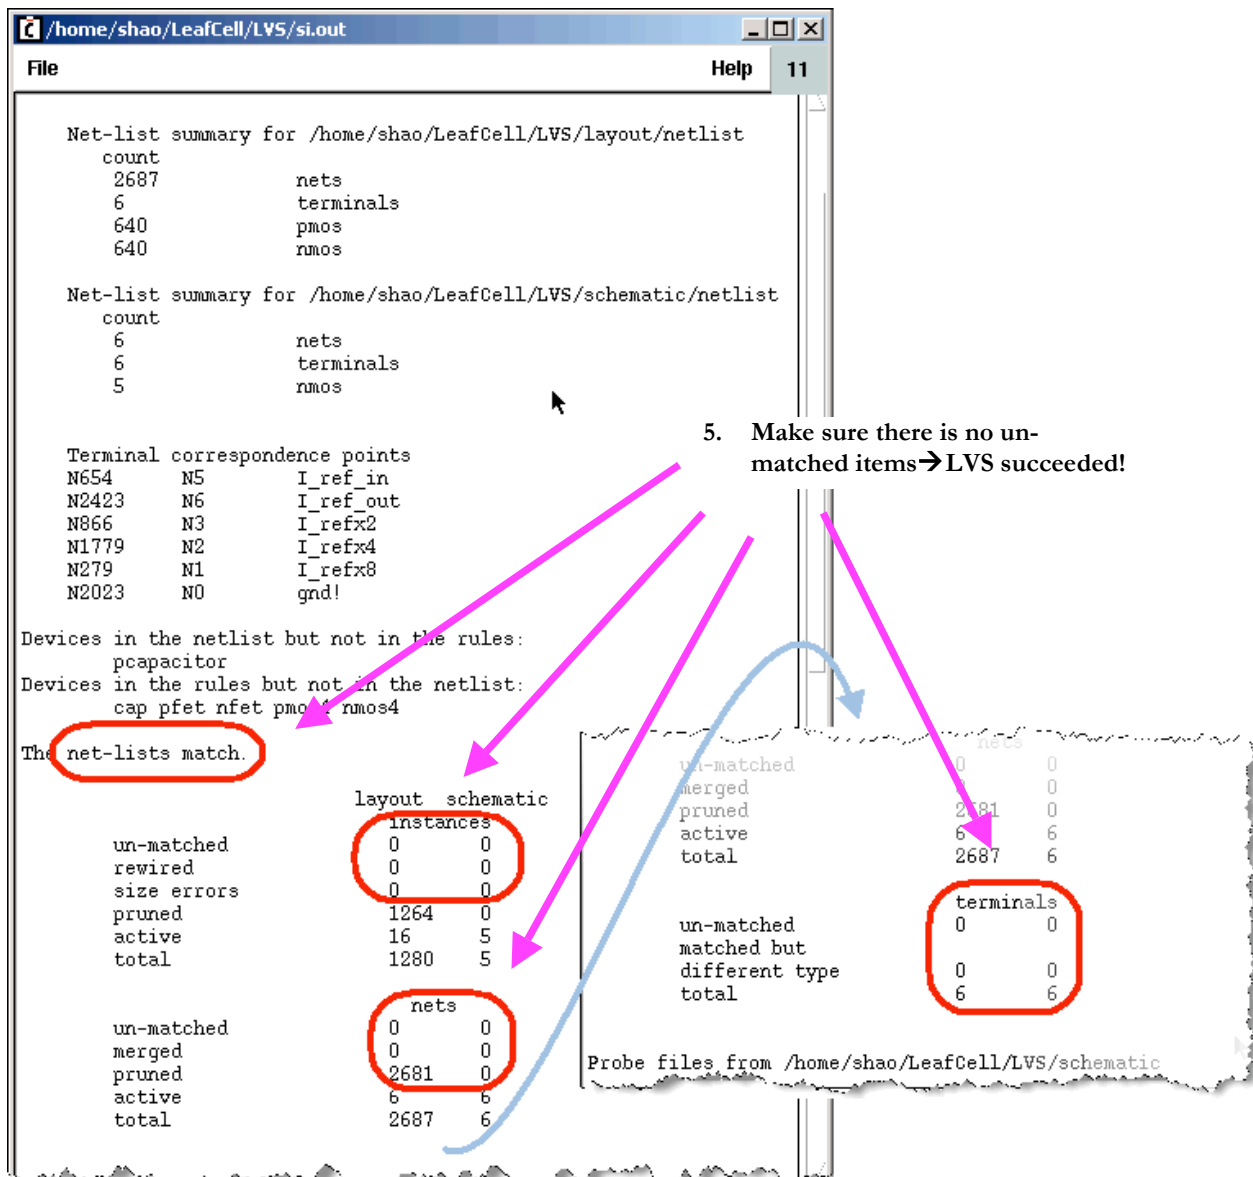 /home/shao/LeafCell/LVS/si.out
File Help 11
Net-list summary for /home/shao/LeafCell/LVS/layout/netlist
count
2687 nets
6 terminals
640 pmos
640 nmos
Net-list summary for /home/shao/LeafCell/LVS/schematic/netlist
count
6 nets
6 terminals
5 nmos
5. Make sure there is no un-
matched items→LVS succeeded!
Terminal correspondence points
N654 N5 I_ref_in
N2423 N6 I_ref_out
N866 N3 I_refx2
N1779 N2 I_refx4
N279 N1 I_refx8
N2023 N0 gnd!
Devices in the netlist but not in the rules:
pcapacitor
Devices in the rules but not in the netlist:
cap pfet nfet pmos4 nmos4
The net-lists match.
layout schematic
instances
un-matched 0 0
rewired 0 0
size errors 0 0
pruned 1264 0
active 16 5
total 1280 5
nets
un-matched 0 0
merged 0 0
pruned 2681 0
active 6 6
total 2687 6
nets
un-matched 0 0
merged 0 0
pruned 2681 0
active 6 6
total 2687 6
terminals
un-matched 0 0
matched but
different type 0 0
total 6 6
Probe files from /home/shao/LeafCell/LVS/schematic